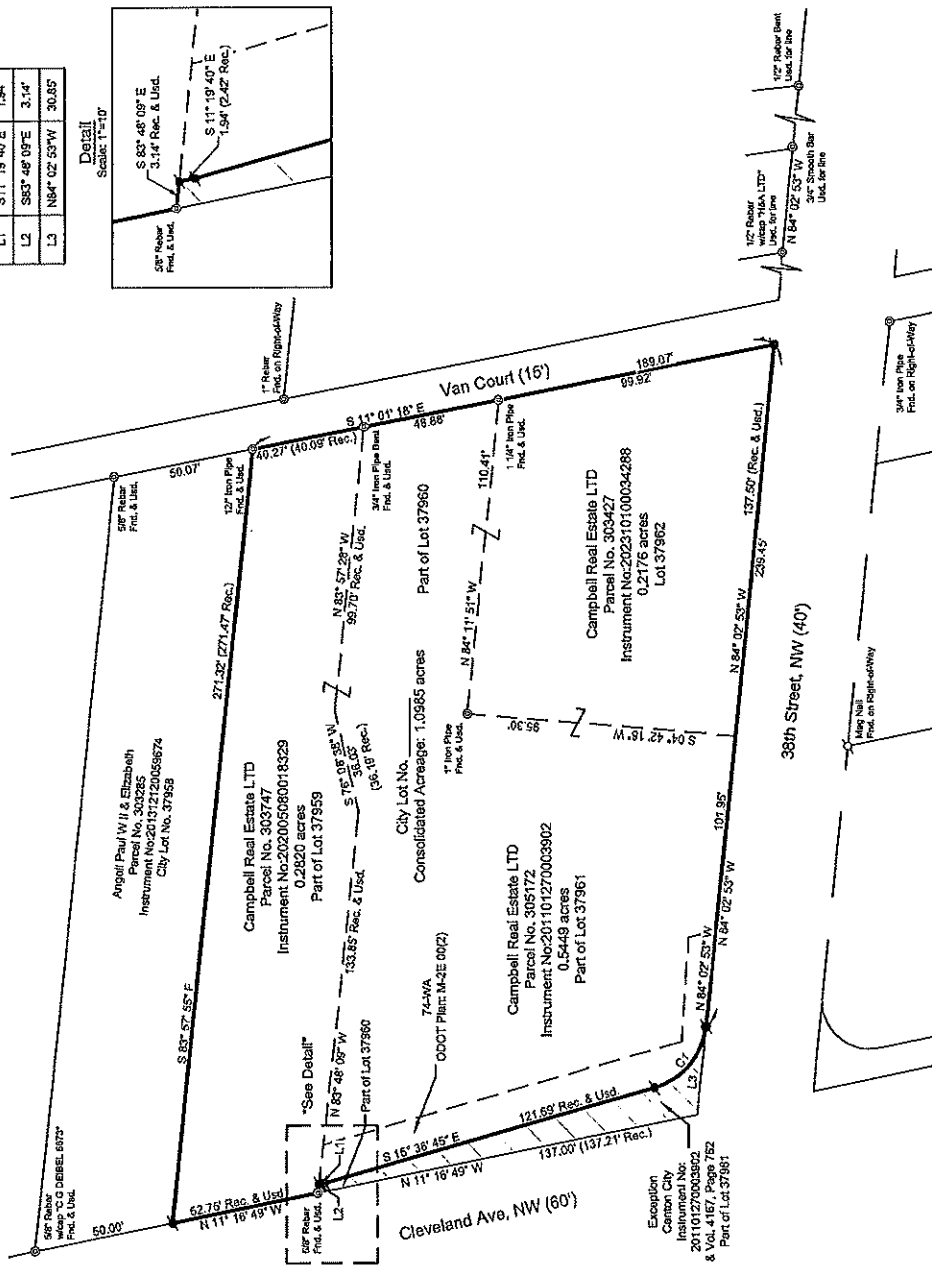 L1 S11° 19' 40"E 1.94'
L2 S83° 48' 09"E 3.14'
L3 N84° 02' 53"W 30.85'
Detail
Scale: 1"=10'
S 83° 48' 09" E
3.14' Rec. & Usd.
S 11° 19' 40" E
1.94' (2.42' Rec.)
5/8" Rebar
Fnd. & Usd.
5/8" Rebar
w/cap "C G DEIBEL 6673"
Fnd. & Usd.
50.00'
Angeli Paul W II & Elizabeth
Parcel No. 303285
Instrument No:201312120059674
City Lot No. 37958
5/8" Rebar
Fnd. & Usd.
50.07'
1" Rebar
Fnd. on Right-of-Way
S 83° 57' 55" E
271.32' (271.47' Rec.)
1/2" Iron Pipe
Fnd. & Usd.
40.27' (40.09' Rec.)
Van Court (15')
S 11° 01' 18" E
48.88'
189.07'
99.92'
3/4" Iron Pipe Bent
Fnd. & Usd.
1 1/4" Iron Pipe
Fnd. & Usd.
Campbell Real Estate LTD
Parcel No. 303747
Instrument No:202005080018329
0.2820 acres
Part of Lot 37959
62.75' Rec. & Usd
N 11° 16' 49" W
5/8" Rebar
Fnd. & Usd.
"See Detail"
L1
L2
N 83° 48' 09" W
133.85' Rec. & Usd.
S 76° 08' 38" W
36.03'
(36.19' Rec.)
N 83° 57' 28" W
99.70' Rec. & Usd.
Part of Lot 37960
Part of Lot 37960
City Lot No.
Consolidated Acreage: 1.0985 acres
74-WA
ODOT Plan: M-2E 00(2)
1" Iron Pipe
Fnd. & Usd.
N 84° 11' 51" W
110.41'
95.30'
S 04° 42' 16" W
Campbell Real Estate LTD
Parcel No. 305172
Instrument No:201101270003902
0.5449 acres
Part of Lot 37961
Campbell Real Estate LTD
Parcel No. 303427
Instrument No:202310100034288
0.2176 acres
Lot 37962
S 15° 36' 45" E
121.69' Rec. & Usd.
N 11° 16' 49" W
137.00' (137.21' Rec.)
Cleveland Ave, NW (60')
C1
L3
N 84° 02' 53" W
N 84° 02' 53" W
101.95'
N 84° 02' 53" W
239.45'
137.50' (Rec. & Usd.)
38th Street, NW (40')
Exception
Canton City
Instrument No:
201101270003902
& Vol. 4167, Page 762
Part of Lot 37961
Mag Nail
Fnd. on Right-of-Way
3/4" Iron Pipe
Fnd. on Right-of-Way
1/2" Rebar
w/cap "H&A LTD"
Usd. for line
N 84° 02' 53" W
3/4" Smooth Bar
Usd. for line
1/2" Rebar Bent
Usd. for line